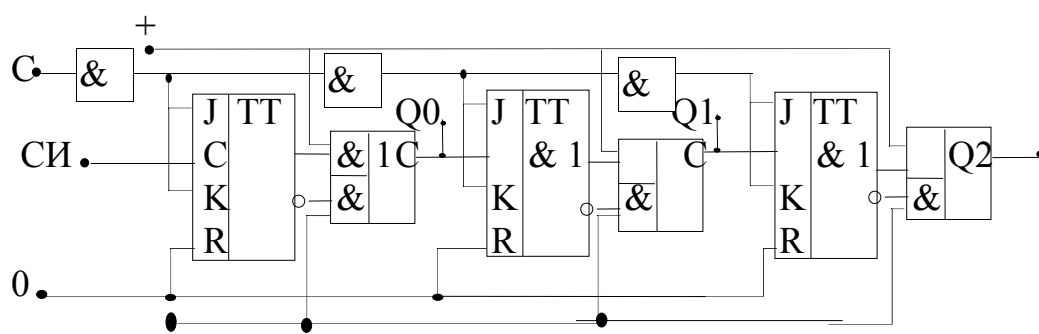 +
С & & &
J TT Q0 J TT Q1 J TT
СИ C & 1C & 1 C & 1 Q2
K & K & K &
R R R
0